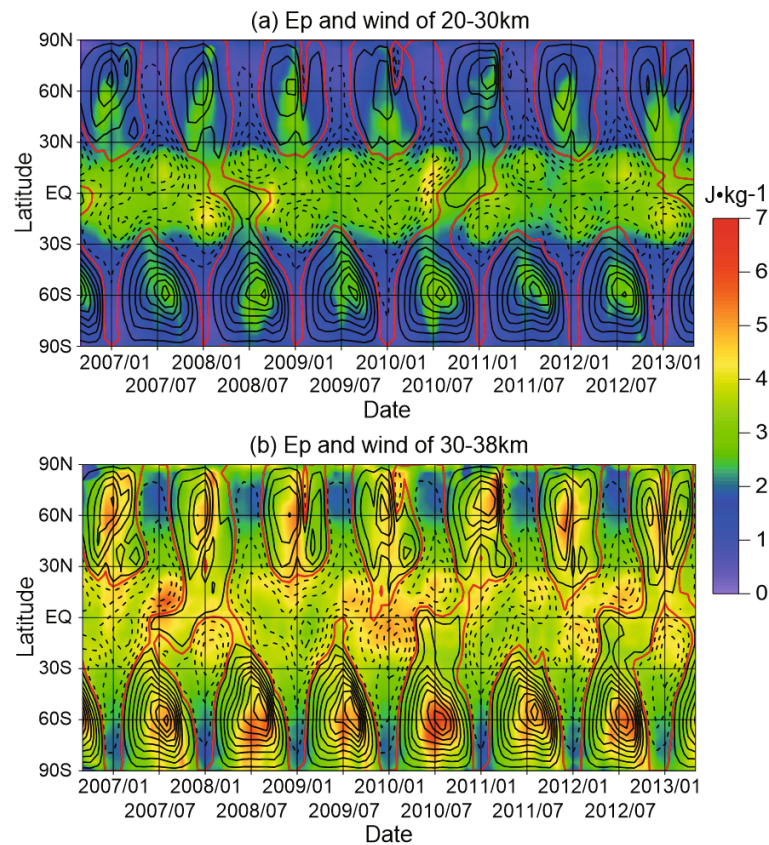 (a) Ep and wind of 20-30km
90N
60N
30N
EQ
30S
60S
90S
Latitude
2007/01 2008/01 2009/01 2010/01 2011/01 2012/01 2013/01
2007/07 2008/07 2009/07 2010/07 2011/07 2012/07
Date
J•kg-1
7
6
5
4
3
2
1
0
(b) Ep and wind of 30-38km
90N
60N
30N
EQ
30S
60S
90S
Latitude
2007/01 2008/01 2009/01 2010/01 2011/01 2012/01 2013/01
2007/07 2008/07 2009/07 2010/07 2011/07 2012/07
Date